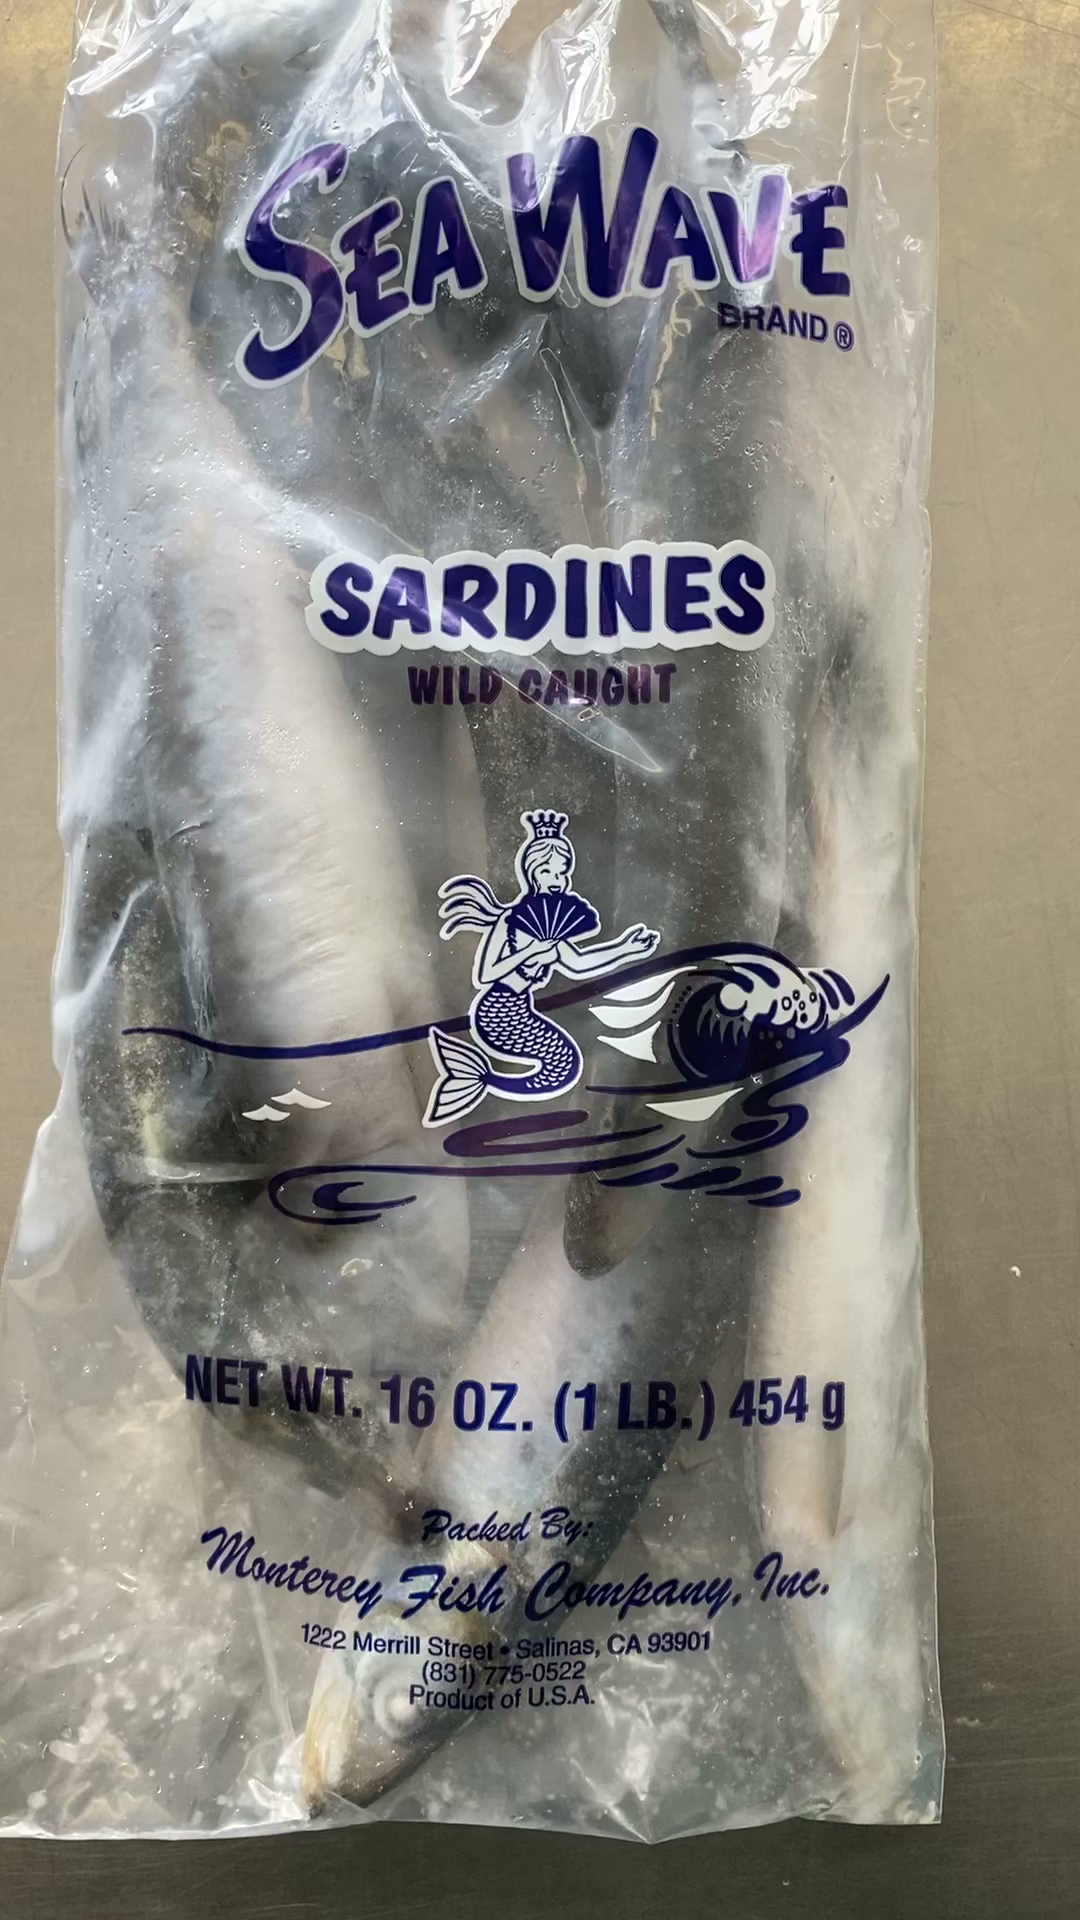 SEA WAVE
BRAND ®
SARDINES
WILD CAUGHT
NET WT. 16 OZ. (1 LB.) 454 g
Packed By:
Monterey Fish Company, Inc.
1222 Merrill Street • Salinas, CA 93901
(831) 775-0522
Product of U.S.A.